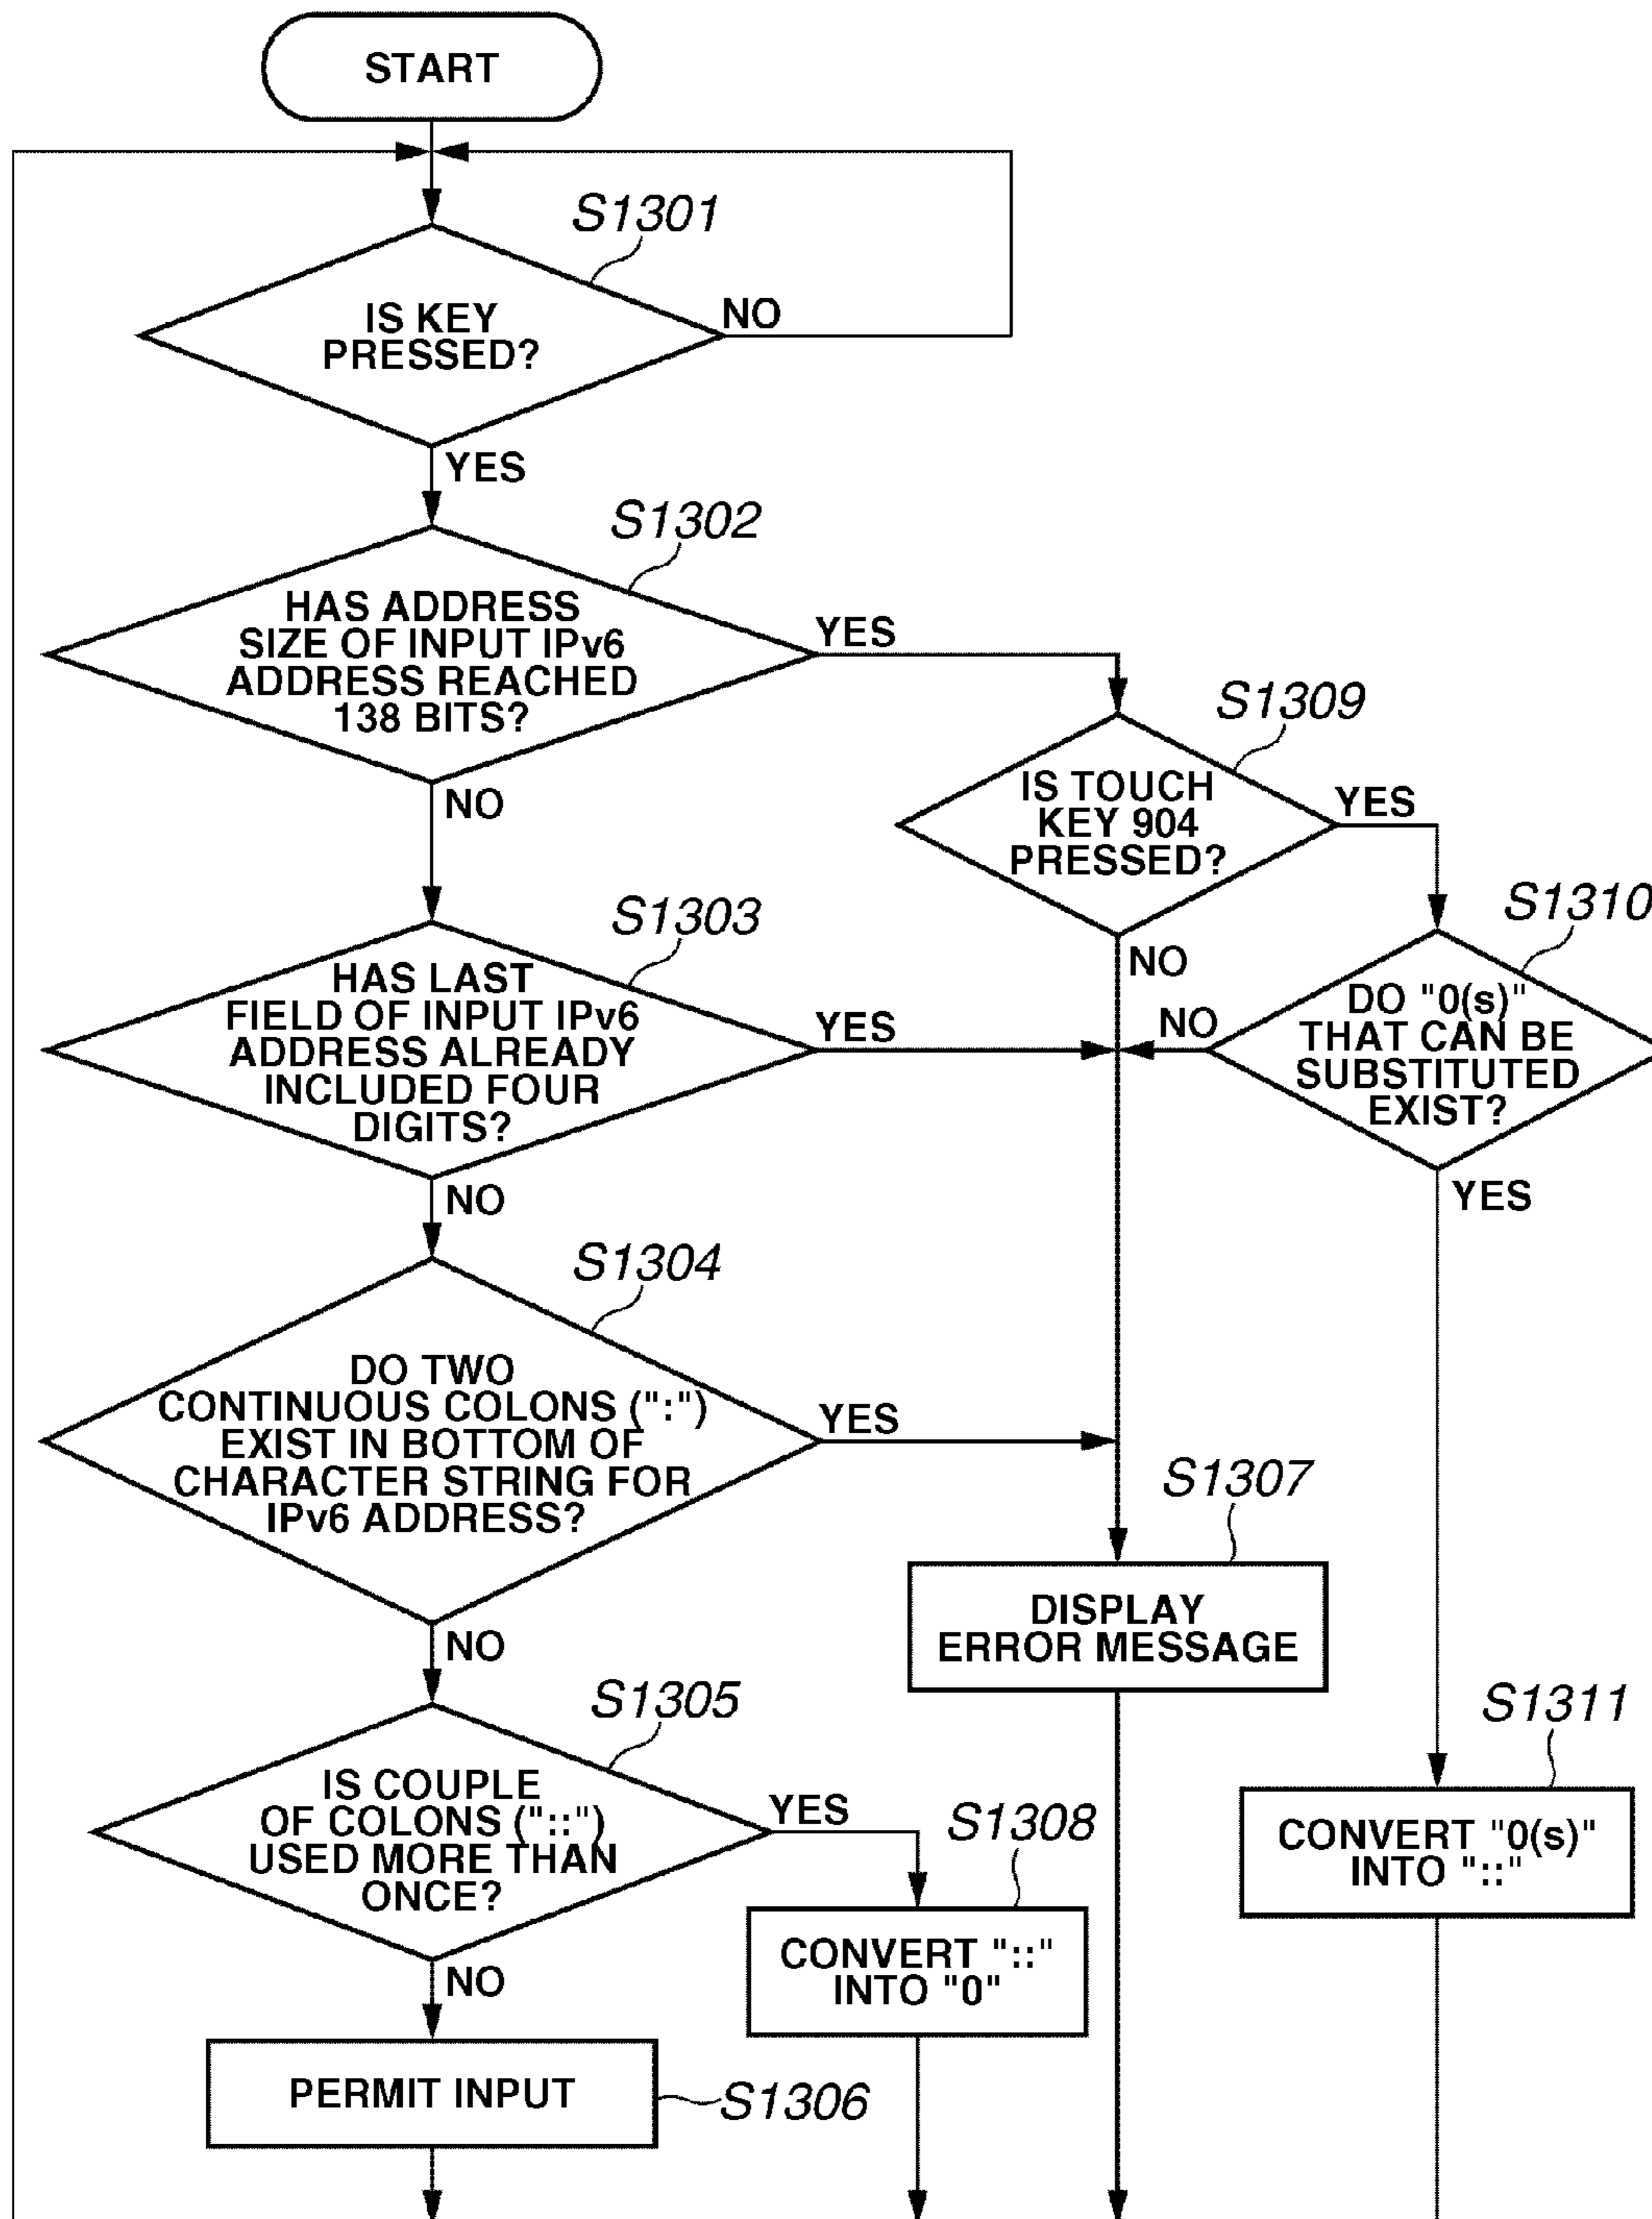 START
S1301
IS KEY
PRESSED?
NO
YES
S1302
HAS ADDRESS
SIZE OF INPUT IPv6
ADDRESS REACHED
138 BITS?
YES
NO
S1309
IS TOUCH
KEY 904
PRESSED?
YES
NO
S1303
HAS LAST
FIELD OF INPUT IPv6
ADDRESS ALREADY
INCLUDED FOUR
DIGITS?
YES
NO
S1310
DO "0(s)"
THAT CAN BE
SUBSTITUTED
EXIST?
NO
YES
S1304
DO TWO
CONTINUOUS COLONS (":")
EXIST IN BOTTOM OF
CHARACTER STRING FOR
IPv6 ADDRESS?
YES
NO
S1307
DISPLAY
ERROR MESSAGE
S1305
IS COUPLE
OF COLONS ("::")
USED MORE THAN
ONCE?
YES
NO
S1308
CONVERT "::"
INTO "0"
S1311
CONVERT "0(s)"
INTO "::"
PERMIT INPUT
S1306